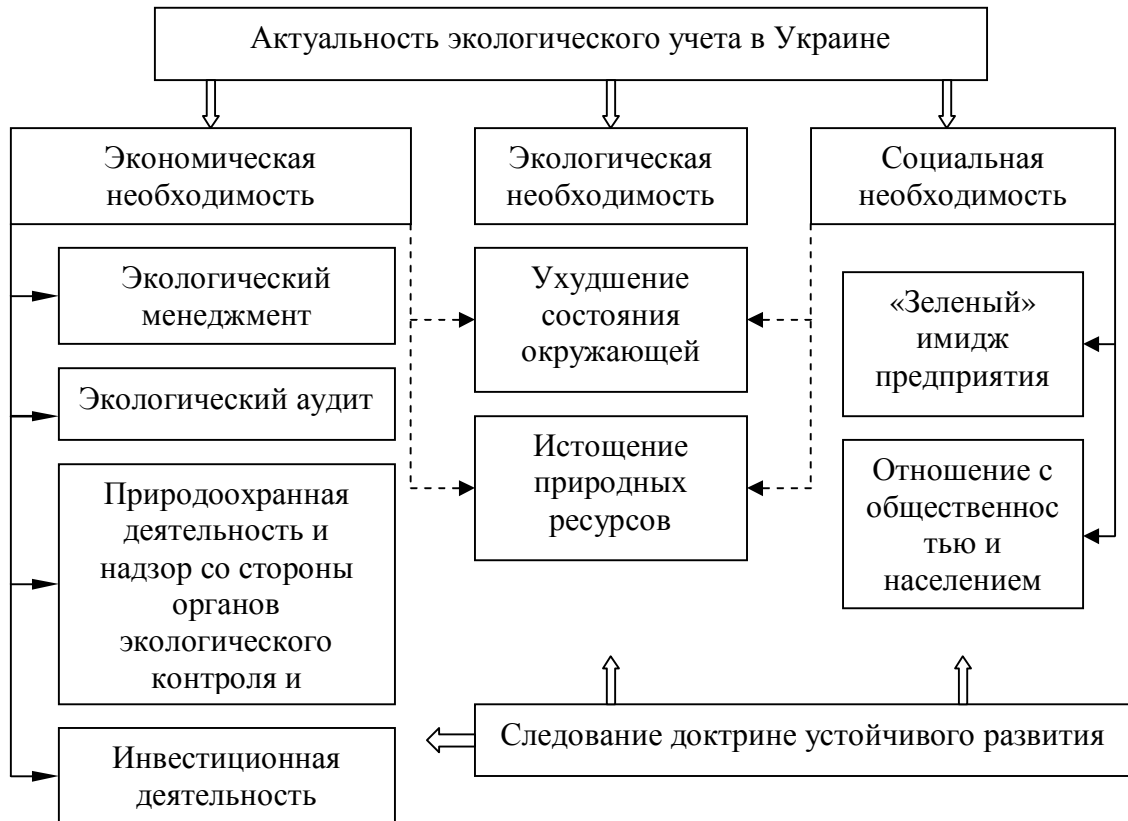 Актуальность экологического учета в Украине
Экономическая
необходимость
Экологическая
необходимость
Социальная
необходимость
Экологический
менеджмент
Экологический аудит
Природоохранная
деятельность и
надзор со стороны
органов
экологического
контроля и
Инвестиционная
деятельность
Ухудшение
состояния
окружающей
Истощение
природных
ресурсов
«Зеленый»
имидж
предприятия
Отношение с
общественнос
тью и
населением
Следование доктрине устойчивого развития